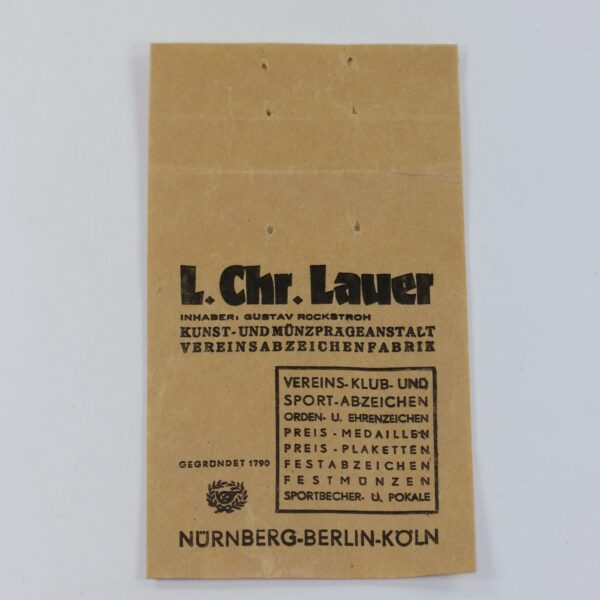 L. Chr. Lauer
INHABER: GUSTAV ROCKSTROH
KUNST- UND MÜNZPRAGEANSTALT
VEREINSABZEICHENFABRIK
VEREINS- KLUB- UND
SPORT-ABZEICHEN
ORDEN- U. EHRENZEICHEN
PREIS - MEDAILLEN
PREIS - PLAKETTEN
FESTABZEICHEN
FESTMÜNZEN
SPORTBECHER- U. POKALE
GEGRÜNDET 1790
NÜRNBERG-BERLIN-KÖLN